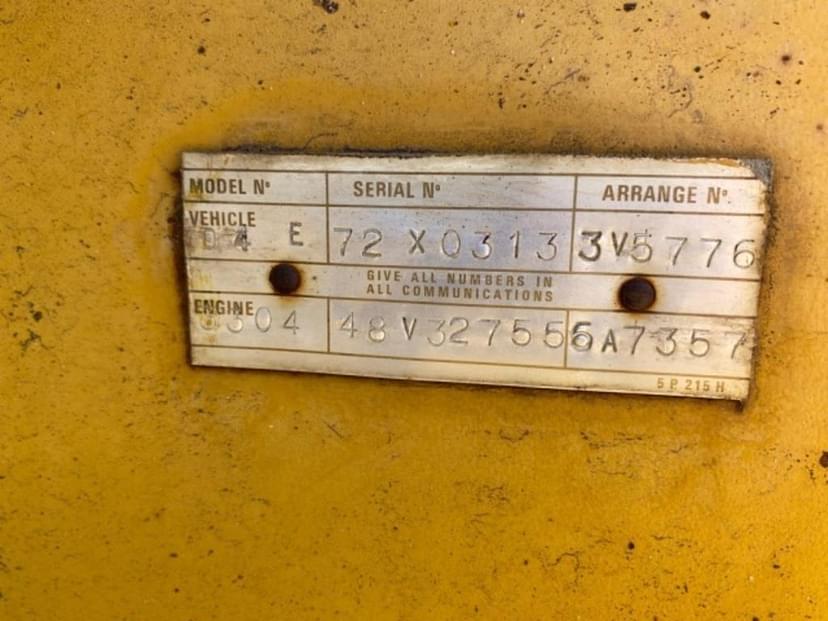 MODEL Nº SERIAL Nº ARRANGE Nº.
VEHICLE
D4 E 72 X0313 3V5776
GIVE ALL NUMBERS IN
ALL COMMUNICATIONS
ENGINE
3304 48V32755 6A7357
5P215H